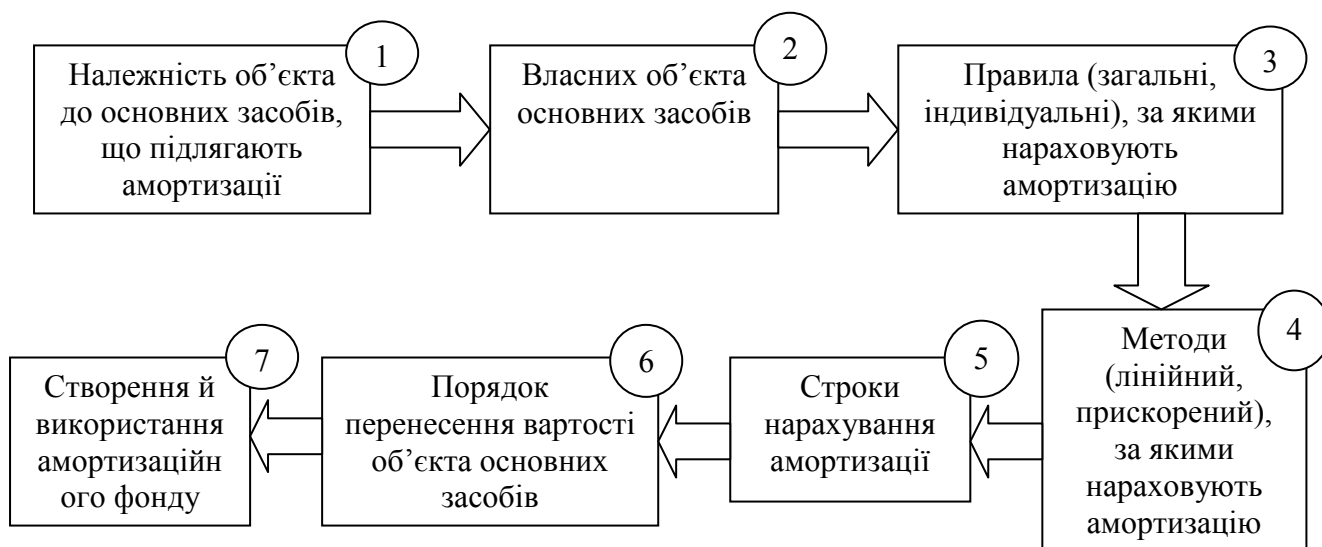 1
Належність об’єкта
до основних засобів,
що підлягають
амортизації
2
Власних об’єкта
основних засобів
3
Правила (загальні,
індивідуальні), за якими
нараховують
амортизацію
4
Методи
(лінійний,
прискорений),
за якими
нараховують
амортизацію
5
Строки
нарахування
амортизації
6
Порядок
перенесення вартості
об’єкта основних
засобів
7
Створення й
використання
амортизаційн
ого фонду